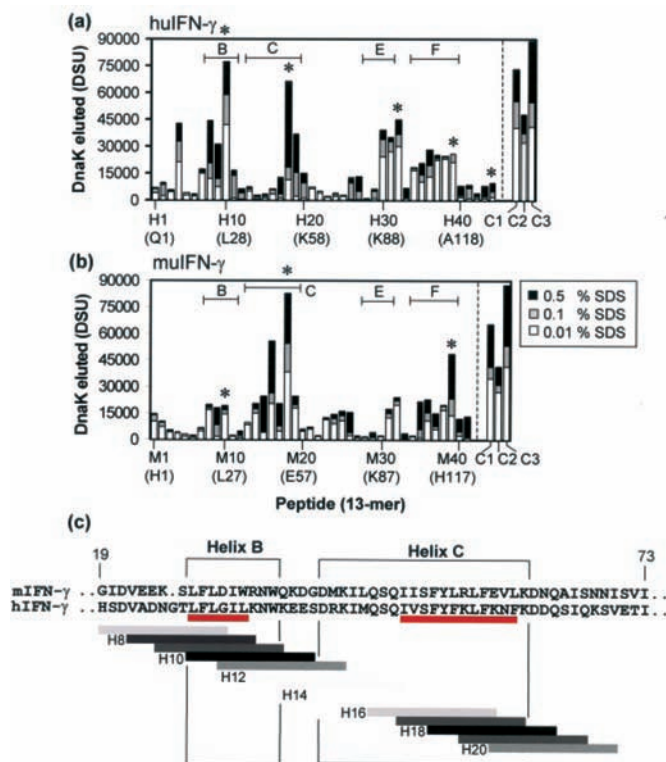 (a) huIFN-γ
* B C * E F * * *
DnaK eluted (DSU)
90000
75000
60000
45000
30000
15000
0
H1 H10 H20 H30 H40 C1 C2 C3
(Q1) (L28) (K58) (K88) (A118)
(b) muIFN-γ
* B C E F * *
DnaK eluted (DSU)
90000
75000
60000
45000
30000
15000
0
0.5 % SDS
0.1 % SDS
0.01 % SDS
M1 M10 M20 M30 M40 C1 C2 C3
(H1) (L27) (E57) (K87) (H117)
Peptide (13-mer)
(c)
19 Helix B Helix C 73
mIFN-γ GIDVEEK.SLFLDIWRNWQKDGDMKILQSQIISFYLRLFEVLKDNQAISNNISVI
hIFN-γ HSDVADNGTLFLGILKNWKEESDRKIMQSQIVSFYFKLFKNFKDDQSIQKSVETI
H8
H10
H12
H14
H16
H18
H20